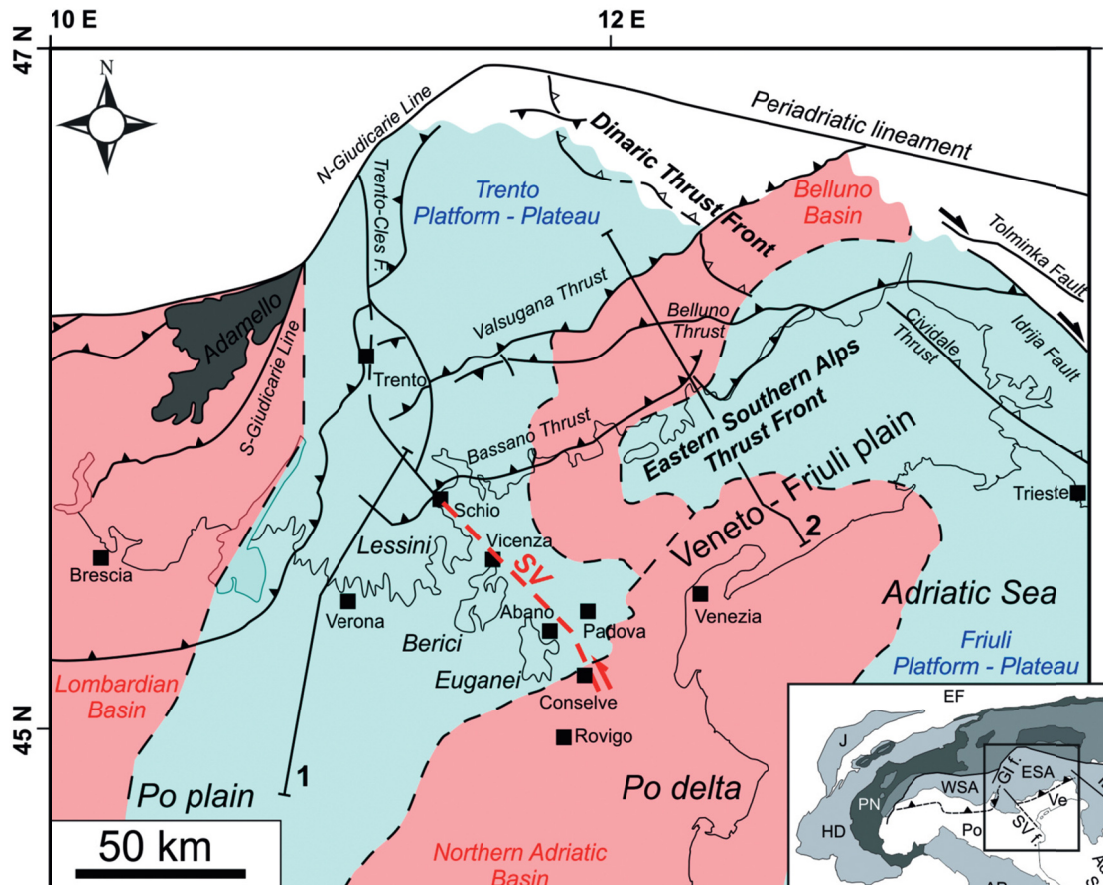 10 E
12 E
47 N
45 N
N
N-Giudicarie Line
Periadriatic lineament
Dinaric Thrust Front
Trento-Cles F.
Trento
Platform - Plateau
Belluno
Basin
Tolminka Fault
Idrija Fault
Adamello
S-Giudicarie Line
Valsugana Thrust
Belluno
Thrust
Cividale
Thrust
Trento
Eastern Southern Alps
Thrust Front
Bassano Thrust
Veneto - Friuli plain
Trieste
Schio
Lessini
Vicenza
SV
2
Brescia
Verona
Abano
Padova
Venezia
Adriatic Sea
Berici
Euganei
Friuli
Platform - Plateau
Lombardian
Basin
Conselve
Rovigo
1
Po plain
Po delta
50 km
Northern Adriatic
Basin
EF
J
GI f.
ESA
WSA
Ve
PN
Po
SV f.
HD